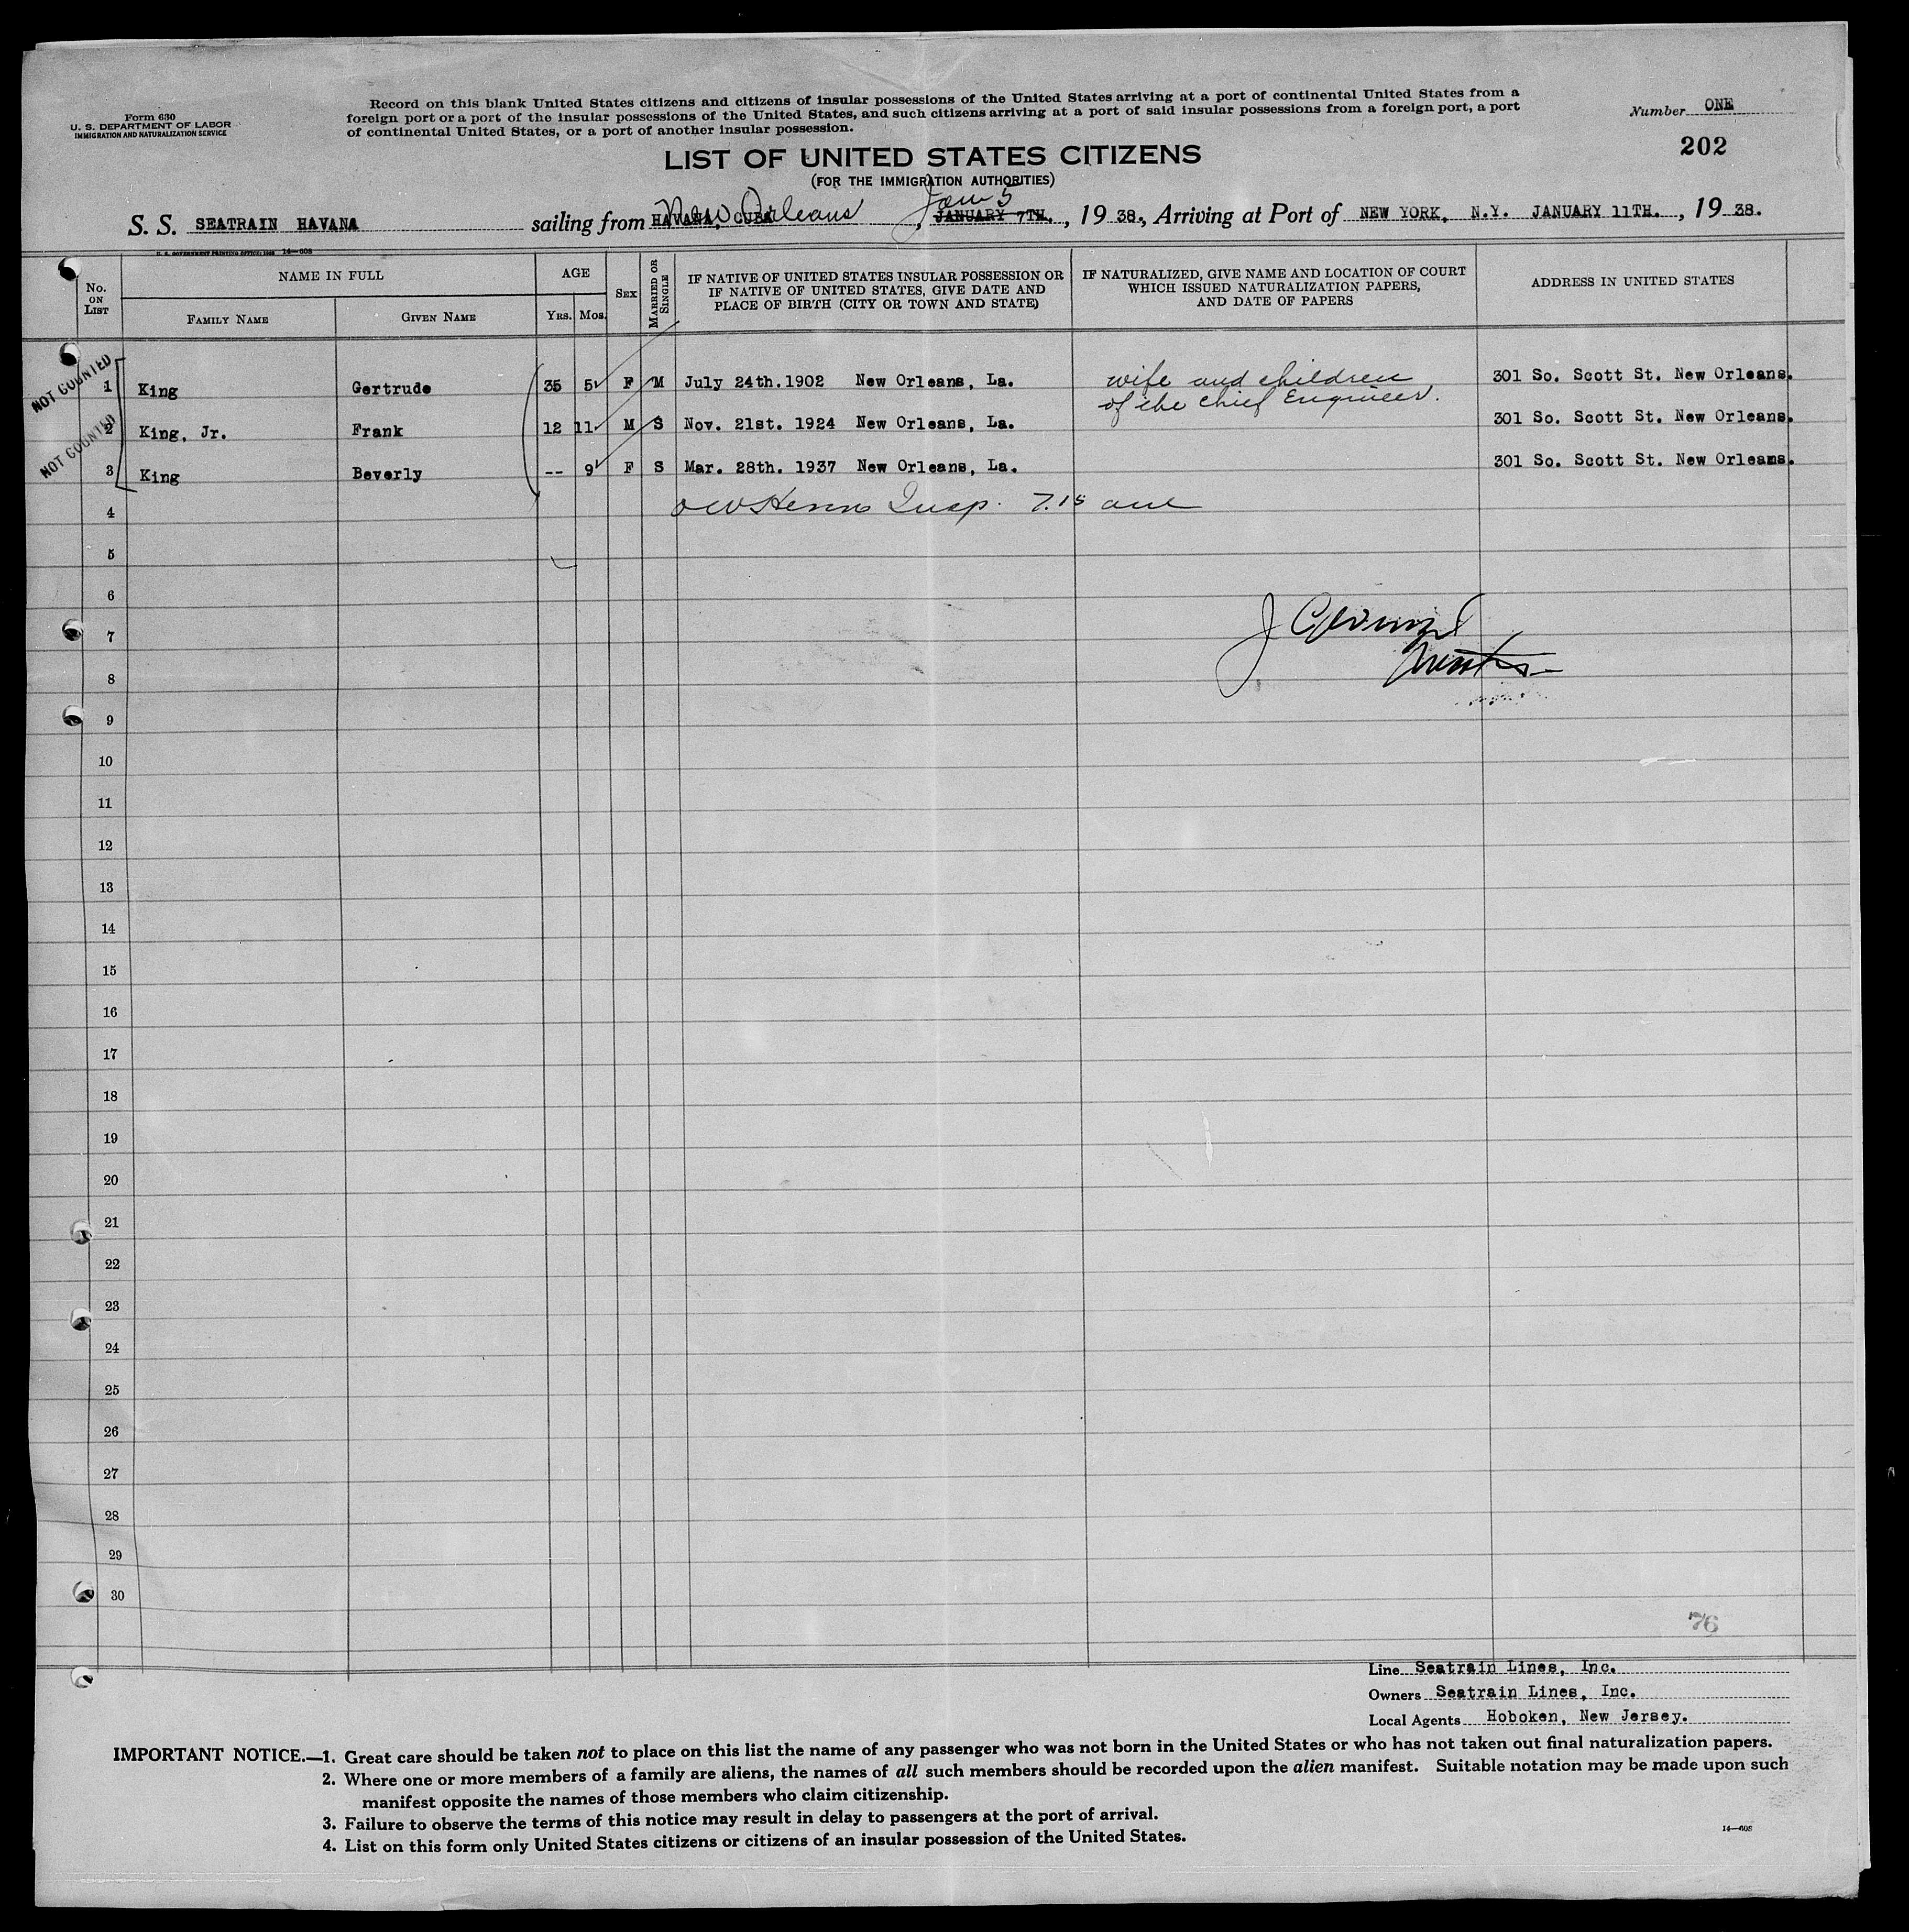 Form 630
U. S. DEPARTMENT OF LABOR
IMMIGRATION AND NATURALIZATION SERVICE
Record on this blank United States citizens and citizens of insular possessions of the United States arriving at a port of continental United States from a
foreign port or a port of the insular possessions of the United States, and such citizens arriving at a port of said insular possessions from a foreign port, a port
of continental United States, or a port of another insular possession.
Number ONE
202
LIST OF UNITED STATES CITIZENS
(FOR THE IMMIGRATION AUTHORITIES)
New Orleans Jan 5
S. S. SEATRAIN HAVANA sailing from HAVANA, CUBA, JANUARY 7TH., 19 38., Arriving at Port of NEW YORK, N.Y. JANUARY 11TH. , 19 38.
U. S. GOVERNMENT PRINTING OFFICE: 14—608
No. ON LIST
NAME IN FULL
FAMILY NAME
GIVEN NAME
AGE
YRS.
MOS.
SEX
MARRIED OR SINGLE
IF NATIVE OF UNITED STATES INSULAR POSSESSION OR
IF NATIVE OF UNITED STATES, GIVE DATE AND
PLACE OF BIRTH (CITY OR TOWN AND STATE)
IF NATURALIZED, GIVE NAME AND LOCATION OF COURT
WHICH ISSUED NATURALIZATION PAPERS,
AND DATE OF PAPERS
ADDRESS IN UNITED STATES
NOT COUNTED
NOT COUNTED
1 King Gertrude 35 5 F M July 24th.1902 New Orleans, La. wife and children 301 So. Scott St. New Orleans.
of the Chief Engineer.
2 King, Jr. Frank 12 11 M S Nov. 21st. 1924 New Orleans, La. 301 So. Scott St. New Orleans.
3 King Beverly -- 9 F S Mar. 28th. 1937 New Orleans, La. 301 So. Scott St. New Orleans.
4 Insp. 7.15 am
5
6
7
Master
8
9
10
11
12
13
14
15
16
17
18
19
20
21
22
23
24
25
26
27
28
29
30
76
Line Seatrain Lines, Inc.
Owners Seatrain Lines, Inc.
Local Agents Hoboken, New Jersey.
IMPORTANT NOTICE.—1. Great care should be taken not to place on this list the name of any passenger who was not born in the United States or who has not taken out final naturalization papers.
2. Where one or more members of a family are aliens, the names of all such members should be recorded upon the alien manifest. Suitable notation may be made upon such
manifest opposite the names of those members who claim citizenship.
3. Failure to observe the terms of this notice may result in delay to passengers at the port of arrival.
4. List on this form only United States citizens or citizens of an insular possession of the United States.
14—608